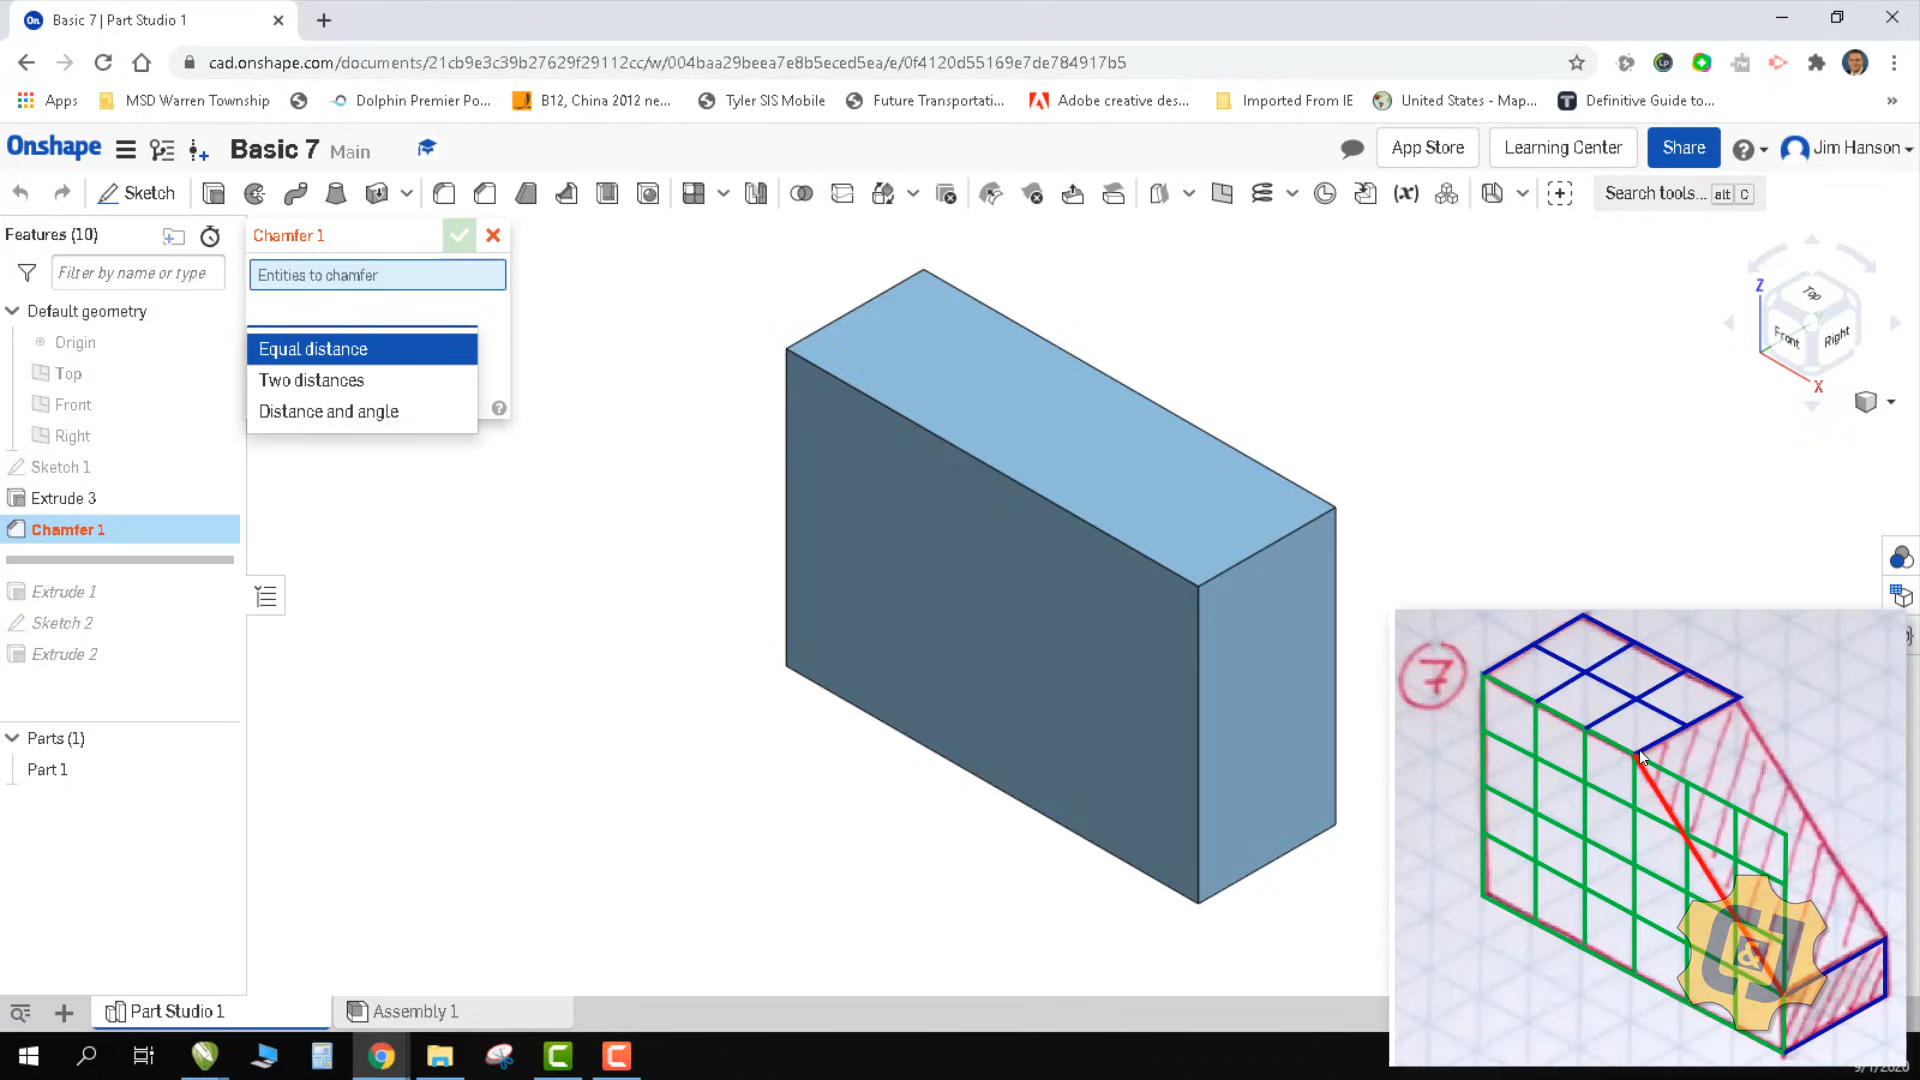 Basic 7 | Part Studio 1
cad.onshape.com/documents/21cb9e3c39b27629f29112cc/w/004baa29beea7e8b5eced5ea/e/0f4120d55169e7de784917b5
Apps MSD Warren Township Dolphin Premier Po... B12, China 2012 ne... Tyler SIS Mobile Future Transportati... Adobe creative des... Imported From IE United States - Map... Definitive Guide to...
Onshape Basic 7 Main App Store Learning Center Share Jim Hanson
Sketch Search tools... alt C
Features (10)
Filter by name or type
Default geometry
Origin
Top
Front
Right
Sketch 1
Extrude 3
Chamfer 1
Extrude 1
Sketch 2
Extrude 2
Parts (1)
Part 1
Chamfer 1
Entities to chamfer
Equal distance
Two distances
Distance and angle
Z
Top
Front Right
X
7
&
Part Studio 1 Assembly 1